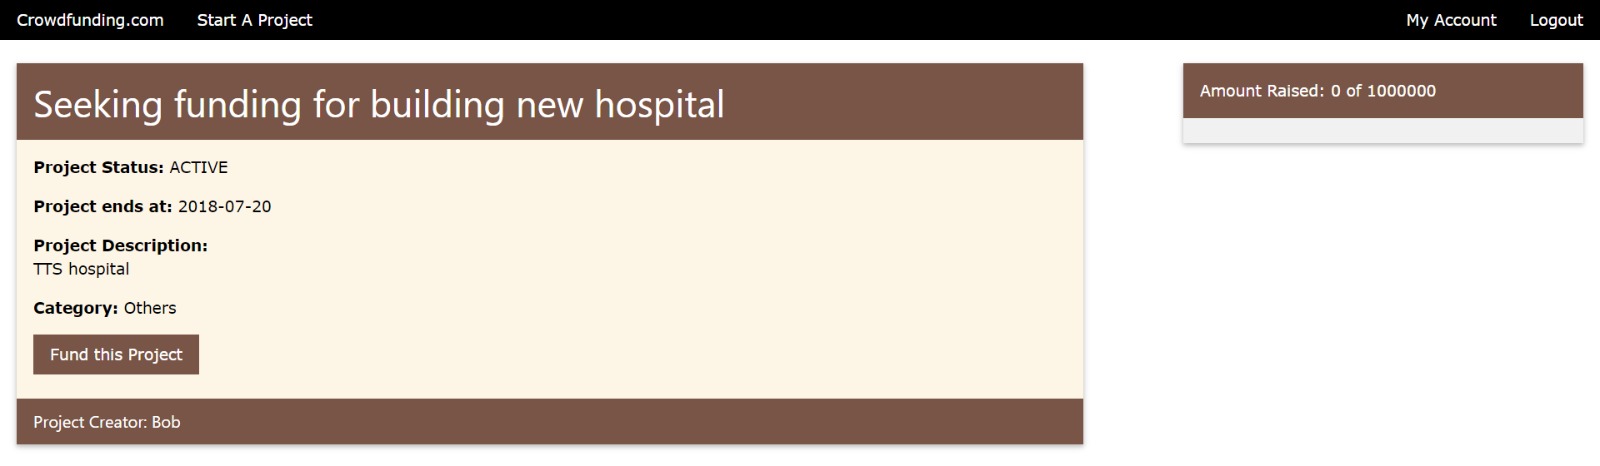 Crowdfunding.com Start A Project My Account Logout
Seeking funding for building new hospital
Amount Raised: 0 of 1000000
Project Status: ACTIVE
Project ends at: 2018-07-20
Project Description:
TTS hospital
Category: Others
Fund this Project
Project Creator: Bob